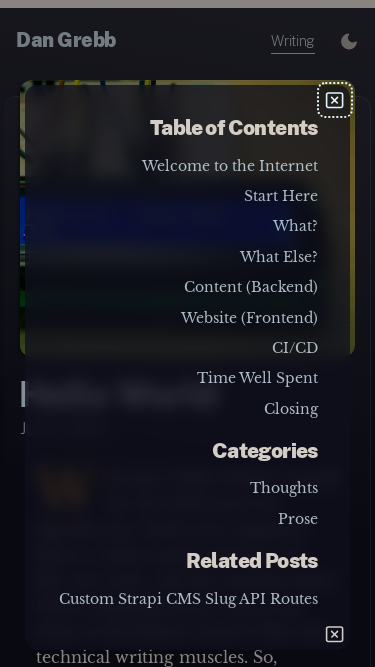 Dan Grebb
Writing
Table of Contents
Welcome to the Internet
Start Here
What?
What Else?
Content (Backend)
Website (Frontend)
CI/CD
Time Well Spent
Closing
Hello World
Categories
Thoughts
Prose
Related Posts
Custom Strapi CMS Slug API Routes
technical writing muscles. So,